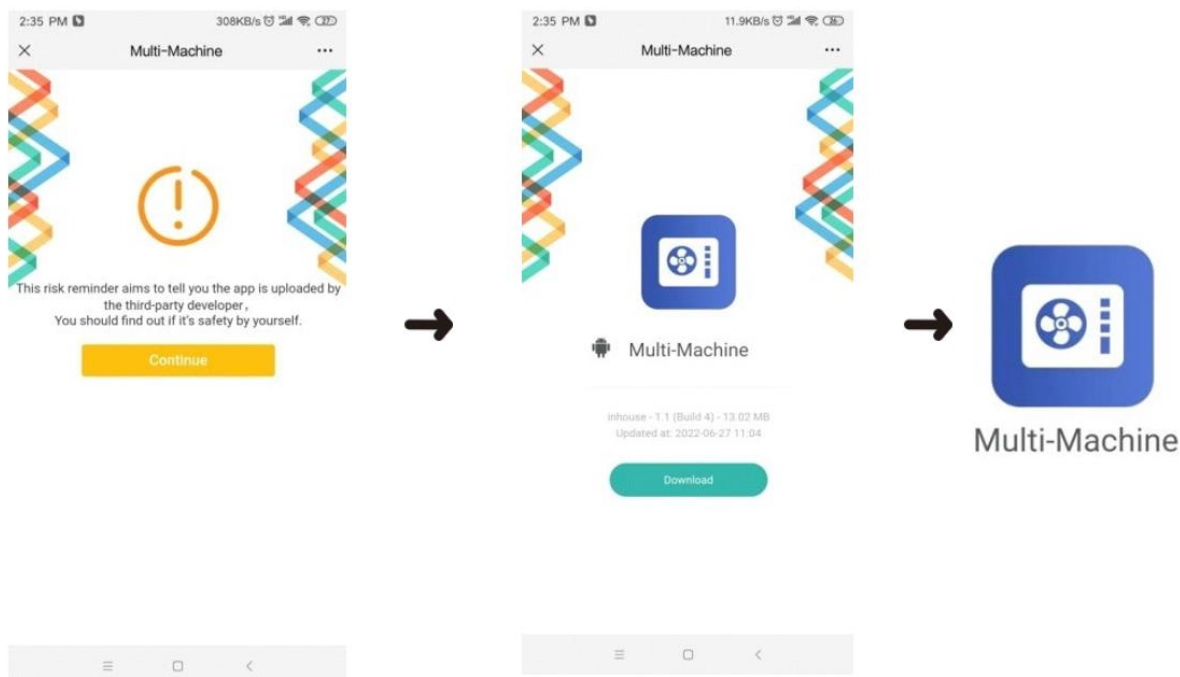 2:35 PM
308KB/s
27
Multi-Machine
This risk reminder aims to tell you the app is uploaded by
the third-party developer,
You should find out if it's safety by yourself.
Continue
2:35 PM
11.9KB/s
26
Multi-Machine
Multi-Machine
inhouse - 1.1 (Build 4) - 13.02 MB
Updated at: 2022-06-27 11:04
Download
Multi-Machine